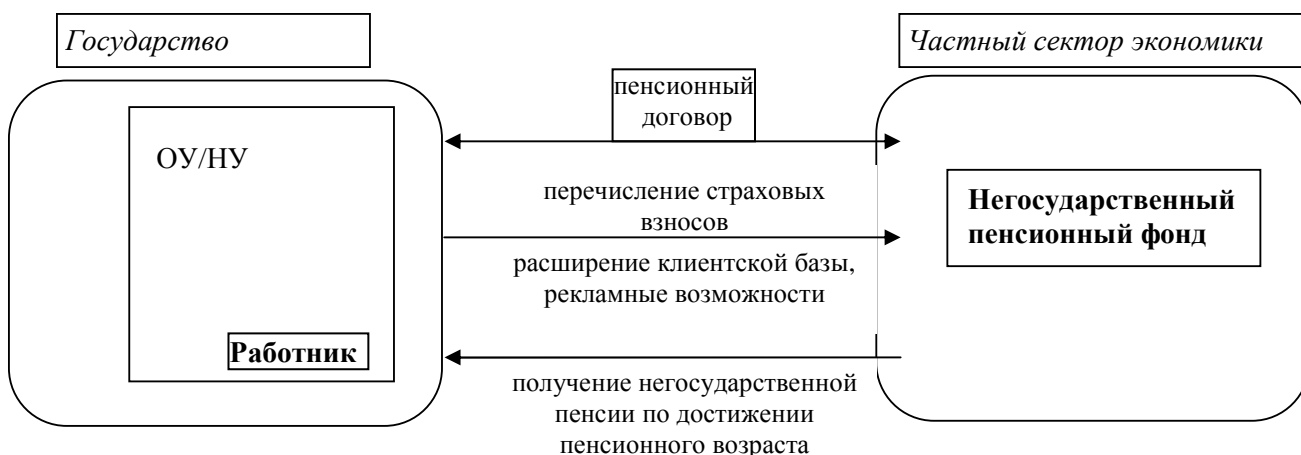 Государство
Частный сектор экономики
пенсионный
договор
ОУ/НУ
перечисление страховых
взносов
Негосударственный
пенсионный фонд
расширение клиентской базы,
рекламные возможности
Работник
получение негосударственной
пенсии по достижении
пенсионного возраста